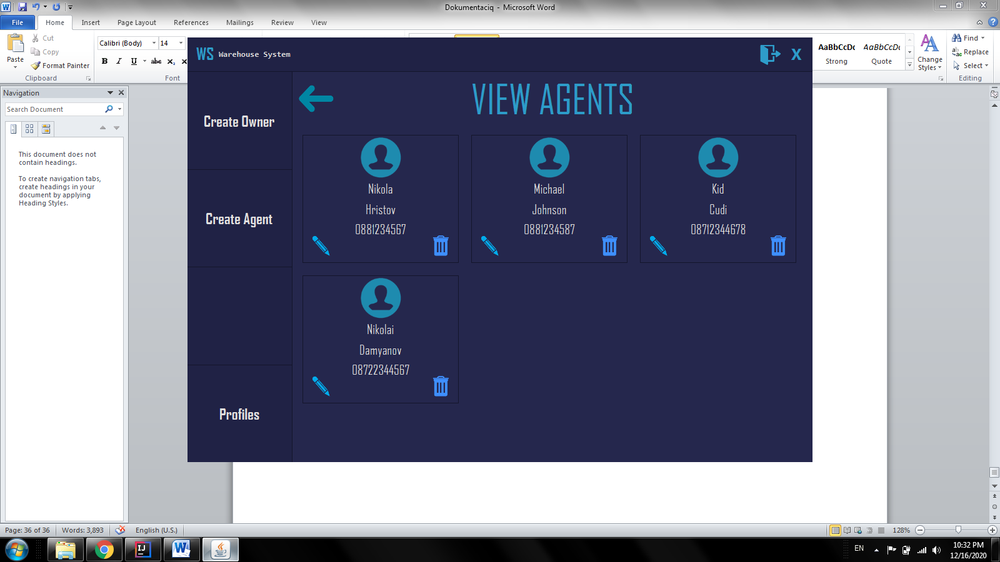 Dokumentaciq - Microsoft Word
File Home Insert Page Layout References Mailings Review View
Paste
Cut
Copy
Format Painter
Clipboard
Calibri (Body) 14
B I U abc X₂ X
Font
AaBbCcDc AaBbCcDc
Strong Quote
Change
Styles
Find
Replace
Select
Editing
Navigation
Search Document
This document does not
contain headings.
To create navigation tabs,
create headings in your
document by applying
Heading Styles.
WS Warehouse System
X
Create Owner
Create Agent
Profiles
VIEW AGENTS
Nikola
Hristov
0881234567
Michael
Johnson
0881234587
Kid
Cudi
08712344678
Nikolai
Damyanov
08722344567
Page: 36 of 36 Words: 3,893 English (U.S.) 128%
EN
10:32 PM
12/16/2020